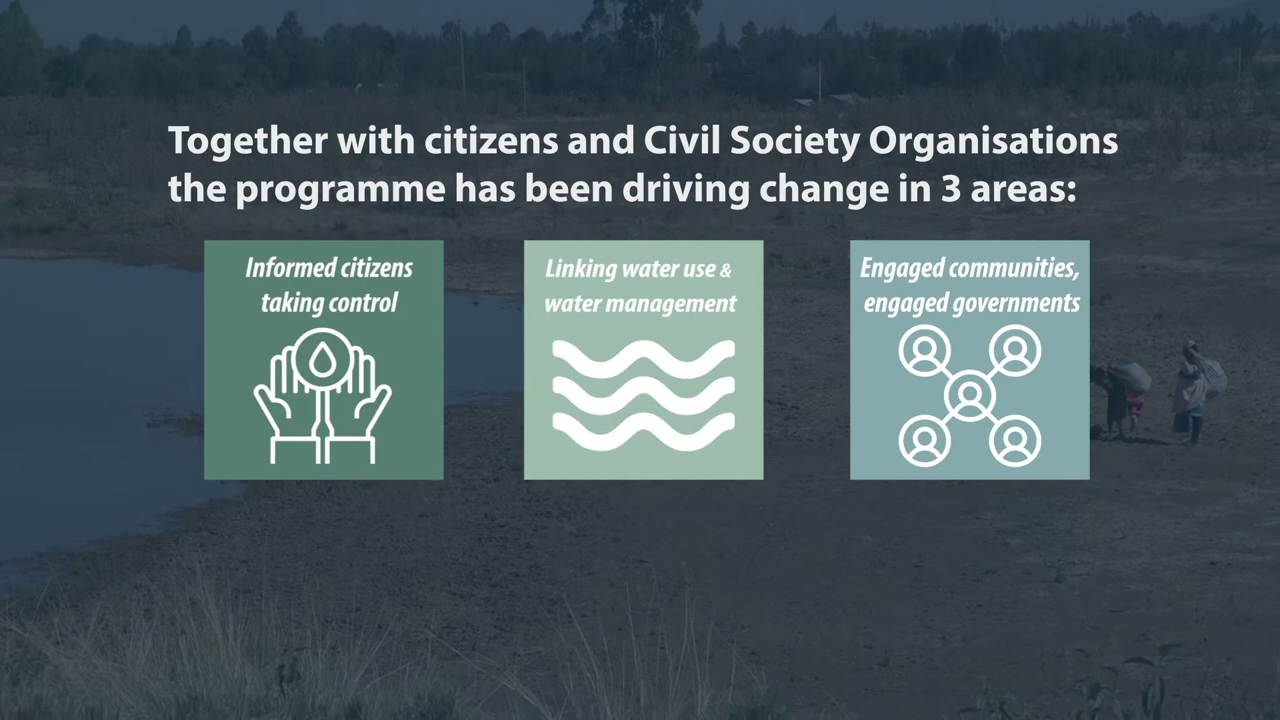 Together with citizens and Civil Society Organisations
the programme has been driving change in 3 areas:
Informed citizens
taking control
Linking water use &
water management
Engaged communities,
engaged governments